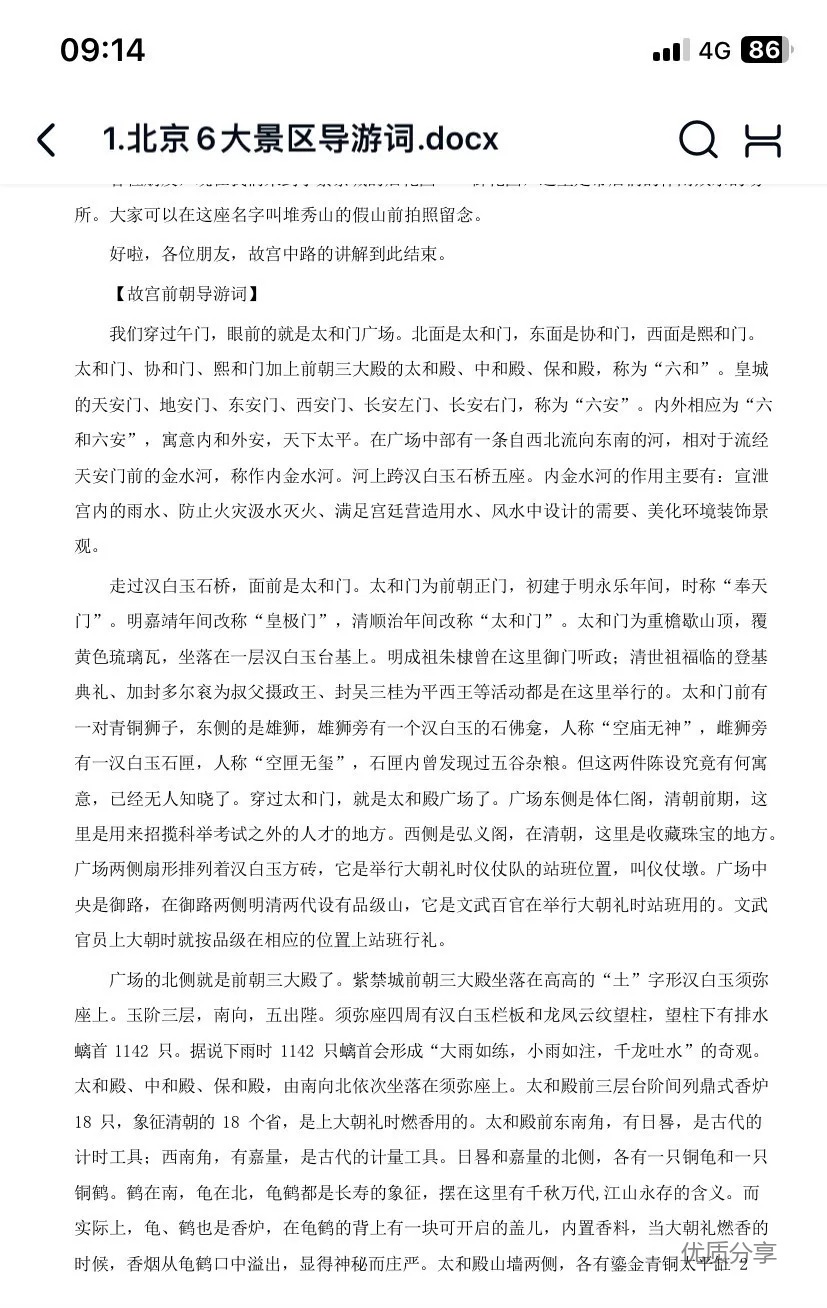 09:14
4G 86
1.北京6大景区导游词.docx
所。大家可以在这座名字叫堆秀山的假山前拍照留念。
好啦，各位朋友，故宫中路的讲解到此结束。
【故宫前朝导游词】
我们穿过午门，眼前的就是太和门广场。北面是太和门，东面是协和门，西面是熙和门。
太和门、协和门、熙和门加上前朝三大殿的太和殿、中和殿、保和殿，称为“六和”。皇城
的天安门、地安门、东安门、西安门、长安左门、长安右门，称为“六安”。内外相应为“六
和六安”，寓意内和外安，天下太平。在广场中部有一条自西北流向东南的河，相对于流经
天安门前的金水河，称作内金水河。河上跨汉白玉石桥五座。内金水河的作用主要有：宣泄
宫内的雨水、防止火灾汲水灭火、满足宫廷营造用水、风水中设计的需要、美化环境装饰景
观。
走过汉白玉石桥，面前是太和门。太和门为前朝正门，初建于明永乐年间，时称“奉天
门”。明嘉靖年间改称“皇极门”，清顺治年间改称“太和门”。太和门为重檐歇山顶，覆
黄色琉璃瓦，坐落在一层汉白玉台基上。明成祖朱棣曾在这里御门听政；清世祖福临的登基
典礼、加封多尔衮为叔父摄政王、封吴三桂为平西王等活动都是在这里举行的。太和门前有
一对青铜狮子，东侧的是雄狮，雄狮旁有一个汉白玉的石佛龛，人称“空庙无神”，雌狮旁
有一汉白玉石匣，人称“空匣无玺”，石匣内曾发现过五谷杂粮。但这两件陈设究竟有何寓
意，已经无人知晓了。穿过太和门，就是太和殿广场了。广场东侧是体仁阁，清朝前期，这
里是用来招揽科举考试之外的人才的地方。西侧是弘义阁，在清朝，这里是收藏珠宝的地方。
广场两侧扇形排列着汉白玉方砖，它是举行大朝礼时仪仗队的站班位置，叫仪仗墩。广场中
央是御路，在御路两侧明清两代设有品级山，它是文武百官在举行大朝礼时站班用的。文武
官员上大朝时就按品级在相应的位置上站班行礼。
广场的北侧就是前朝三大殿了。紫禁城前朝三大殿坐落在高高的“土”字形汉白玉须弥
座上。玉阶三层，南向，五出陛。须弥座四周有汉白玉栏板和龙凤云纹望柱，望柱下有排水
螭首 1142 只。据说下雨时 1142 只螭首会形成“大雨如练，小雨如注，千龙吐水”的奇观。
太和殿、中和殿、保和殿，由南向北依次坐落在须弥座上。太和殿前三层台阶间列鼎式香炉
18 只，象征清朝的 18 个省，是上大朝礼时燃香用的。太和殿前东南角，有日晷，是古代的
计时工具；西南角，有嘉量，是古代的计量工具。日晷和嘉量的北侧，各有一只铜龟和一只
铜鹤。鹤在南，龟在北，龟鹤都是长寿的象征，摆在这里有千秋万代,江山永存的含义。而
实际上，龟、鹤也是香炉，在龟鹤的背上有一块可开启的盖儿，内置香料，当大朝礼燃香的
时候，香烟从龟鹤口中溢出，显得神秘而庄严。太和殿山墙两侧，各有鎏金青铜太平缸 2
优质分享